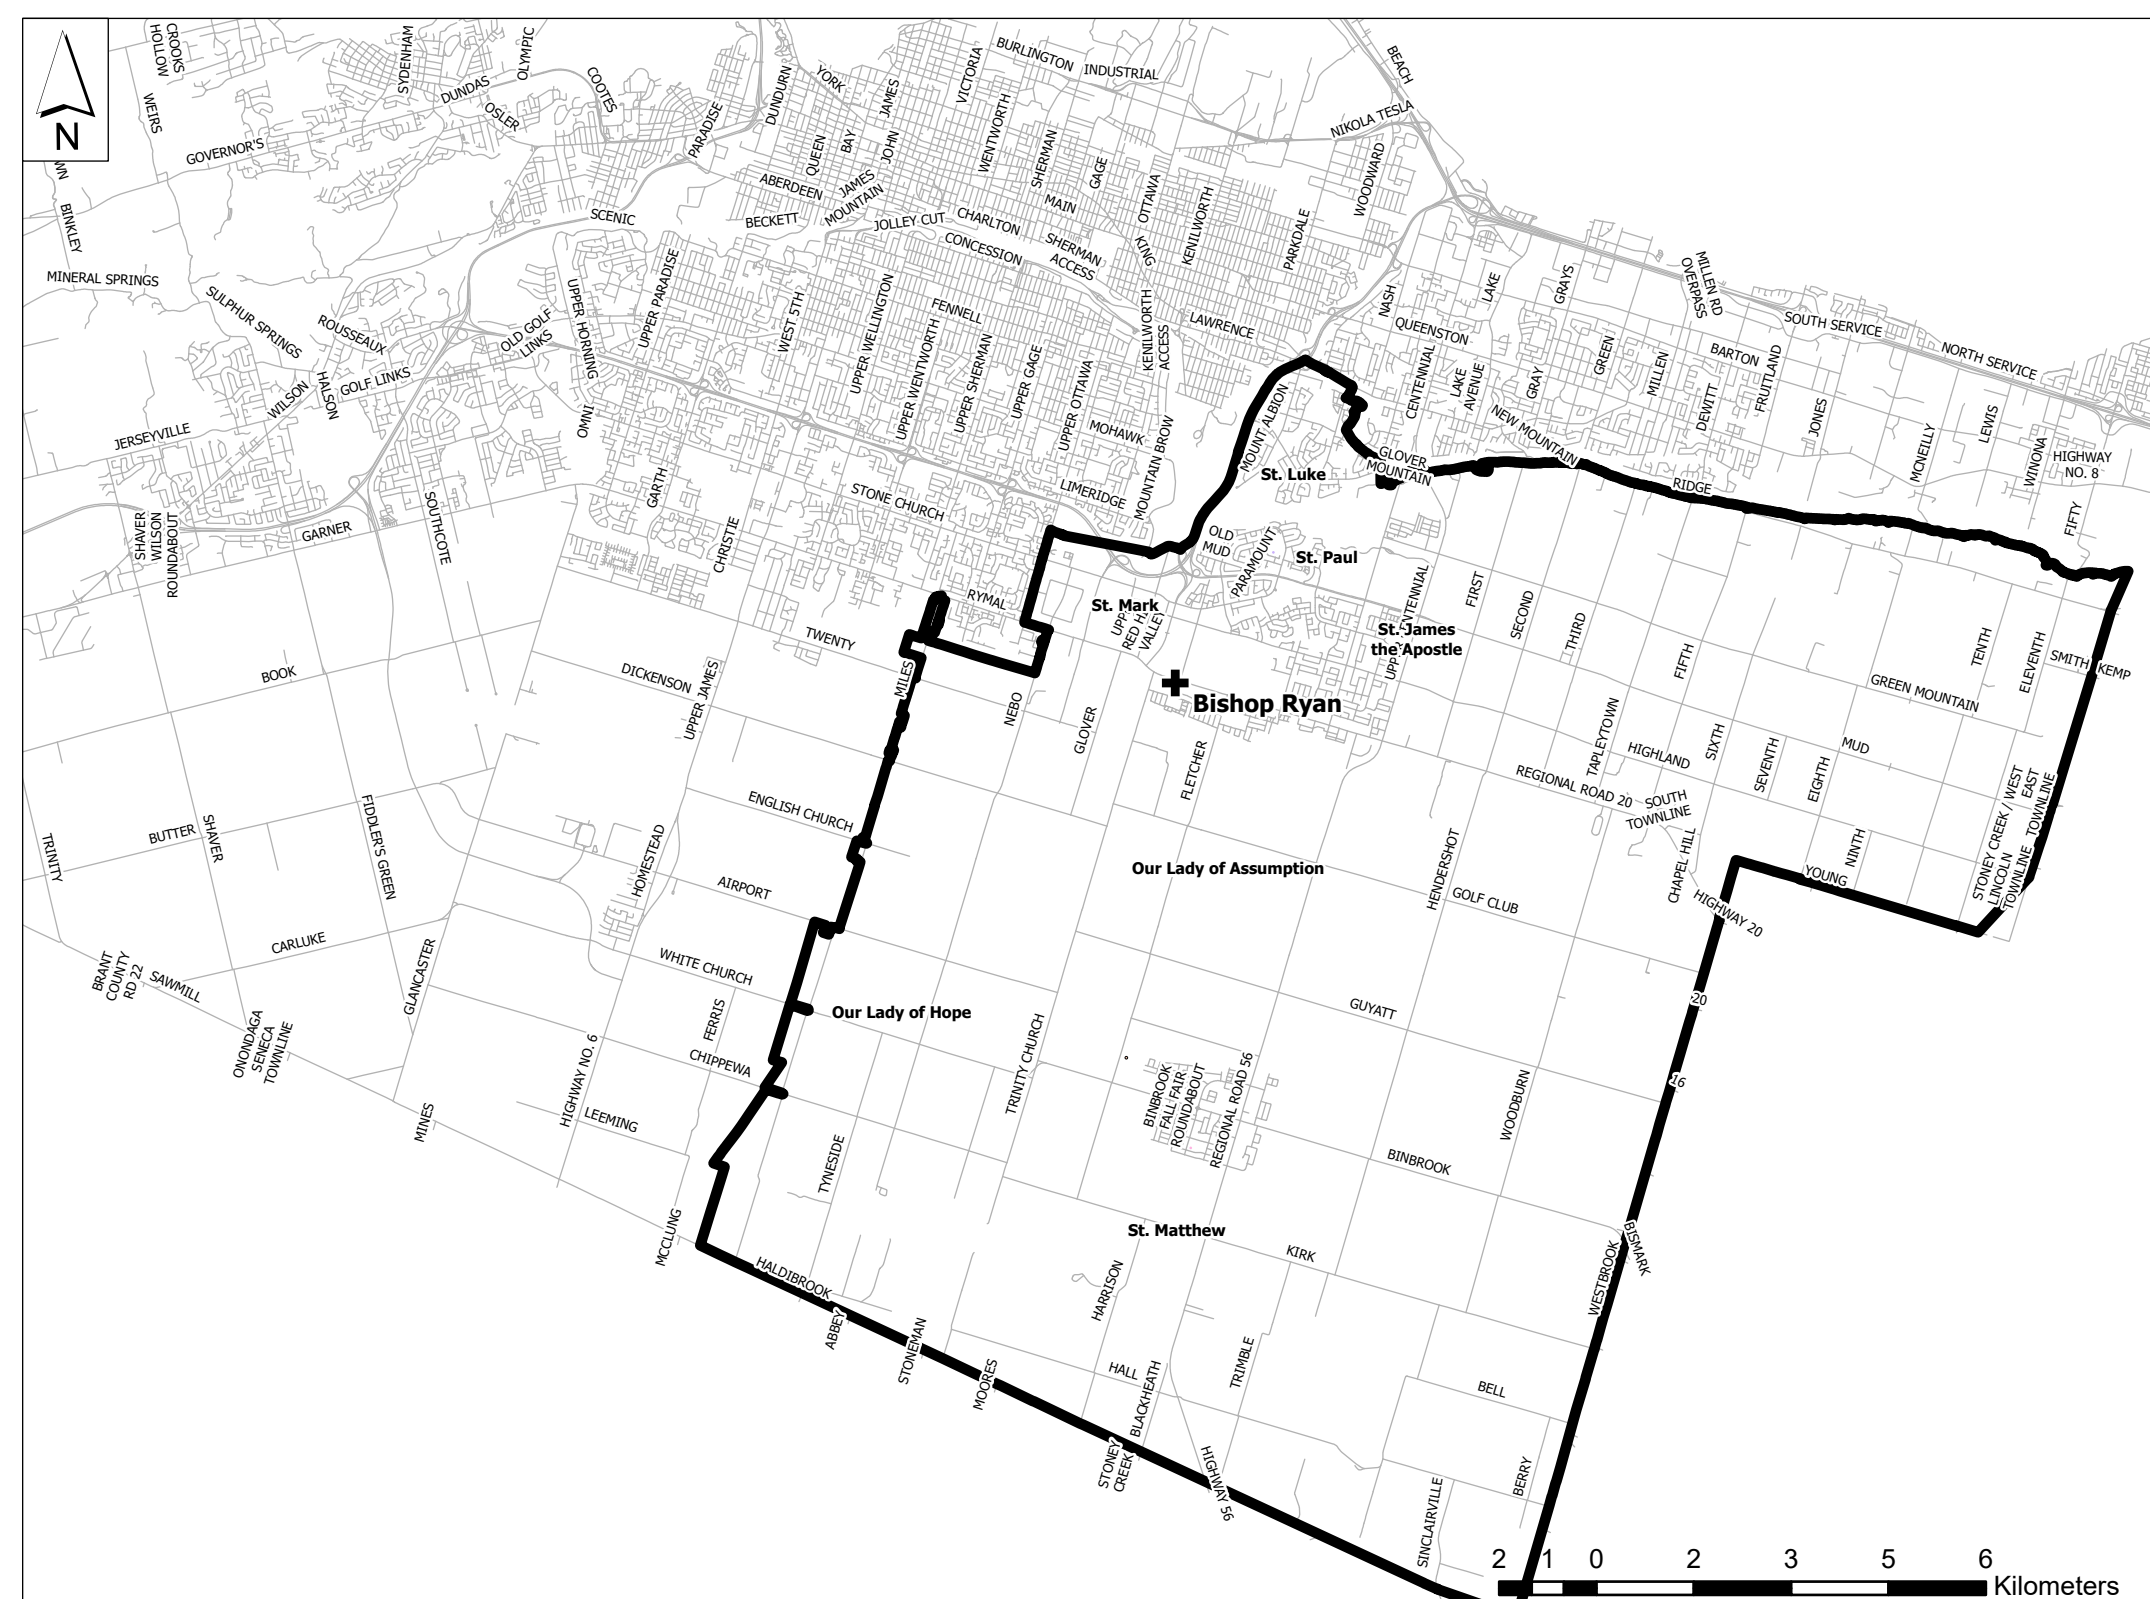 CROOKS
HOLLOW
SYDENHAM
OLYMPIC
DUNDAS
OSLER
COOTES
WEIRS
GOVERNOR'S
PARADISE
DUNDURN
YORK
VICTORIA
BURLINGTON
INDUSTRIAL
BEACH
NIKOLA TESLA
N
WN
BINKLEY
QUEEN
BAY
JAMES
JOHN
WENTWORTH
SHERMAN
GAGE
OTTAWA
KENILWORTH
PARKDALE
WOODWARD
ABERDEEN
JAMES
MOUNTAIN
MAIN
SCENIC
BECKETT
JOLLEY CUT
CHARLTON
CONCESSION
SHERMAN
ACCESS
KING
MINERAL SPRINGS
SULPHUR SPRINGS
ROUSSEAUX
OLD GOLF
LINKS
UPPER HORNING
UPPER PARADISE
WEST 5TH
UPPER WELLINGTON
FENNELL
UPPER WENTWORTH
UPPER SHERMAN
UPPER GAGE
UPPER OTTAWA
KENILWORTH
ACCESS
LAWRENCE
NASH
QUEENSTON
LAKE
GRAYS
MILLEN RD
OVERPASS
SOUTH SERVICE
NORTH SERVICE
BARTON
GREEN
MILLEN
FRUITLAND
DEWITT
JONES
LEWIS
MCNEILLY
WINONA
HIGHWAY
NO. 8
FIFTY
CENTENNIAL
LAKE
AVENUE
GRAY
NEW MOUNTAIN
WILSON
HALSON
GOLF LINKS
JERSEYVILLE
OMNI
MOHAWK
MOUNTAIN BROW
MOUNT ALBION
GLOVER
MOUNTAIN
RIDGE
St. Luke
SHAVER
WILSON
ROUNDABOUT
GARNER
SOUTHCOTE
GARTH
CHRISTIE
STONE CHURCH
LIMERIDGE
OLD
MUD
PARAMOUNT
St. Paul
RYMAL
St. Mark
UPPER
RED HILL
VALLEY
UPPER CENTENNIAL
St. James
the Apostle
FIRST
SECOND
THIRD
FIFTH
TENTH
ELEVENTH
SMITH
KEMP
GREEN MOUNTAIN
TWENTY
MILES
BOOK
DICKENSON
UPPER JAMES
NEBO
GLOVER
Bishop Ryan
FLETCHER
TAPLEYTOWN
HIGHLAND
SIXTH
SEVENTH
EIGHTH
MUD
REGIONAL ROAD 20
SOUTH
TOWNLINE
STONEY CREEK / WEST
LINCOLN
TOWNLINE
EAST
TOWNLINE
ENGLISH CHURCH
BUTTER
SHAVER
FIDDLER'S GREEN
TRINITY
HOMESTEAD
AIRPORT
Our Lady of Assumption
HENDERSHOT
GOLF CLUB
CHAPEL HILL
NINTH
YOUNG
HIGHWAY 20
CARLUKE
GLANCASTER
BRANT
COUNTY
RD 22
SAWMILL
WHITE CHURCH
FERRIS
Our Lady of Hope
TRINITY CHURCH
GUYATT
20
16
ONONDAGA
SENECA
TOWNLINE
CHIPPEWA
HIGHWAY NO. 6
LEEMING
MINES
BINBROOK
FALL FAIR
ROUNDABOUT
REGIONAL ROAD 56
WOODBURN
BINBROOK
TYNESIDE
MCCLUNG
St. Matthew
KIRK
BISMARK
WESTBROOK
HALDIBROOK
HARRISON
ABBEY
STONEMAN
MOORES
HALL
BLACKHEATH
TRIMBLE
BELL
STONEY
CREEK
HIGHWAY 56
SINCLAIRVILLE
BERRY
2 1 0 2 3 5 6
Kilometers